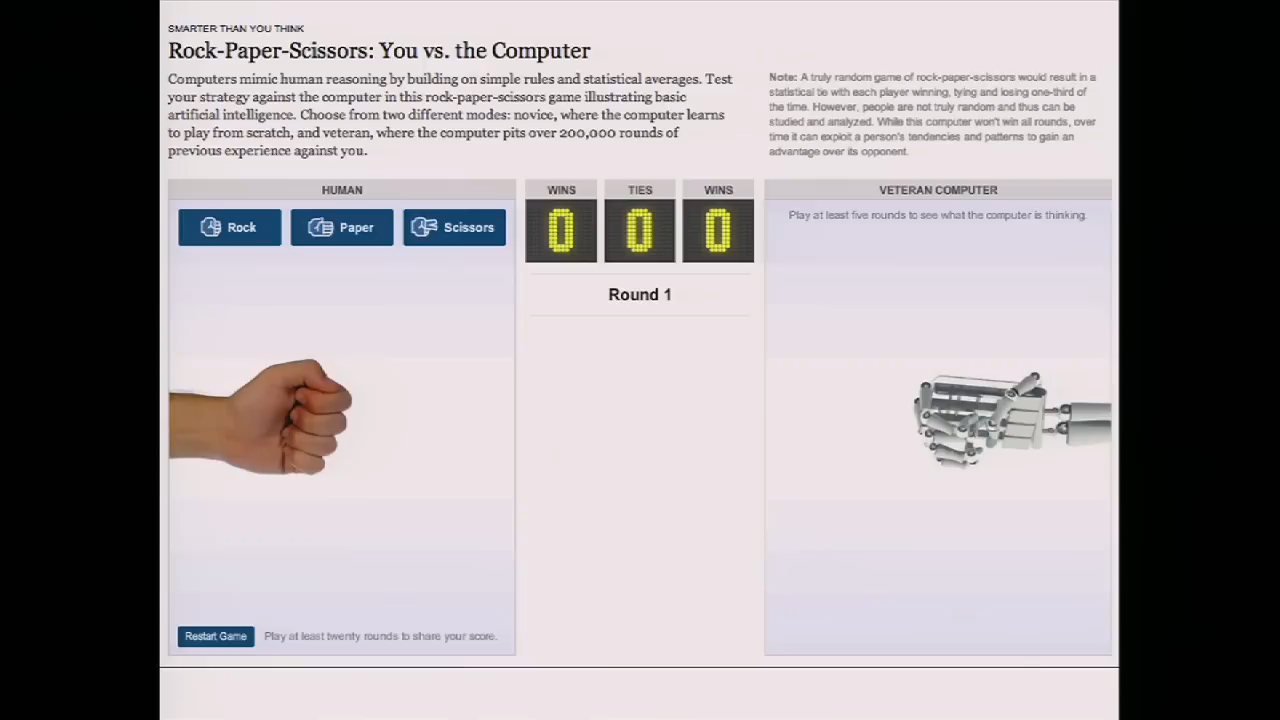 SMARTER THAN YOU THINK
Rock-Paper-Scissors: You vs. the Computer
Computers mimic human reasoning by building on simple rules and statistical averages. Test
your strategy against the computer in this rock-paper-scissors game illustrating basic
artificial intelligence. Choose from two different modes: novice, where the computer learns
to play from scratch, and veteran, where the computer pits over 200,000 rounds of
previous experience against you.
Note: A truly random game of rock-paper-scissors would result in a
statistical tie with each player winning, tying and losing one-third of
the time. However, people are not truly random and thus can be
studied and analyzed. While this computer won't win all rounds, over
time it can exploit a person's tendencies and patterns to gain an
advantage over its opponent.
HUMAN
Rock
Paper
Scissors
WINS
TIES
WINS
0
0
0
Round 1
VETERAN COMPUTER
Play at least five rounds to see what the computer is thinking.
Restart Game
Play at least twenty rounds to share your score.